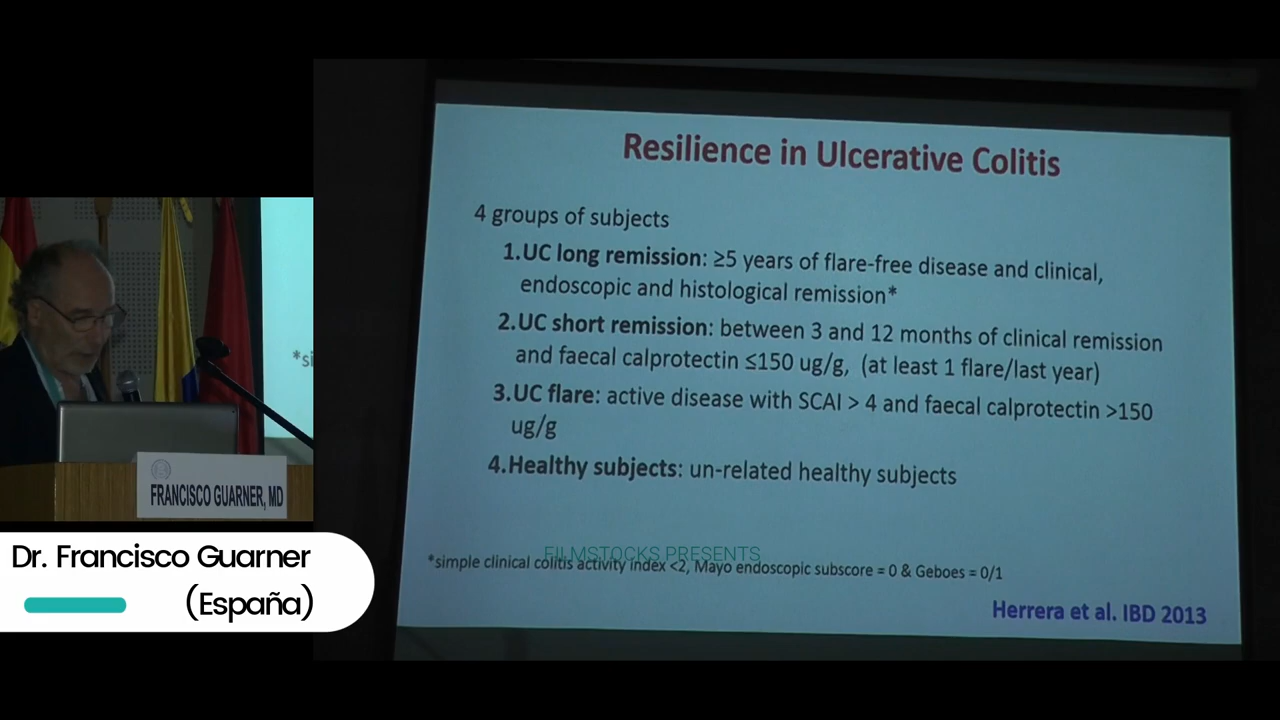 Resilience in Ulcerative Colitis
4 groups of subjects
1.UC long remission: ≥5 years of flare-free disease and clinical,
endoscopic and histological remission*
2.UC short remission: between 3 and 12 months of clinical remission
and faecal calprotectin ≤150 ug/g, (at least 1 flare/last year)
3.UC flare: active disease with SCAI > 4 and faecal calprotectin >150
ug/g
4.Healthy subjects: un-related healthy subjects
FILMSTOCKS PRESENTS
*simple clinical colitis activity index <2, Mayo endoscopic subscore = 0 & Geboes = 0/1
Herrera et al. IBD 2013
*si
FRANCISCO GUARNER, MD
Dr. Francisco Guarner
(España)